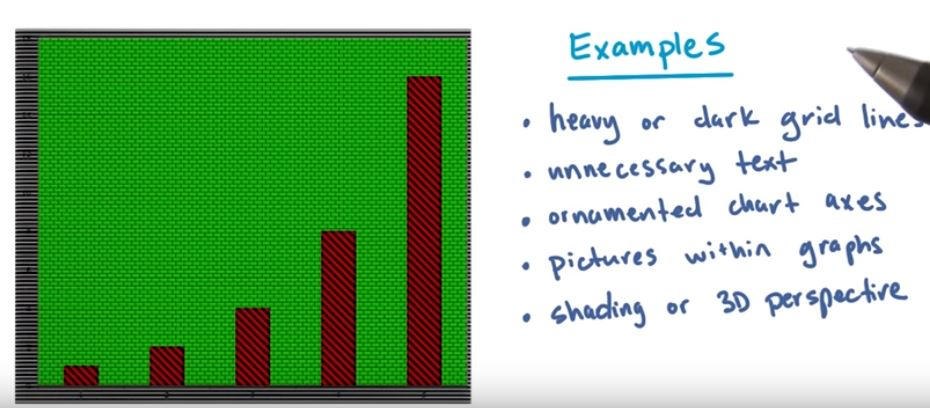 Examples
• heavy or dark grid lines
• unnecessary text
• ornamented chart axes
• pictures within graphs
• shading or 3D perspective